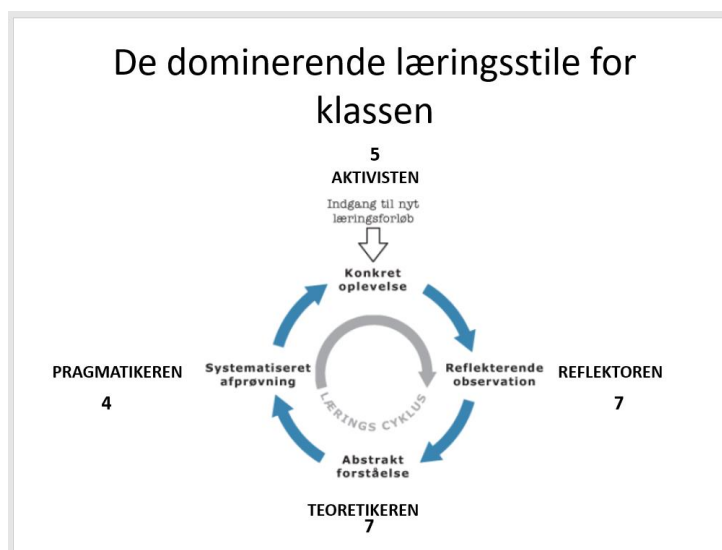 De dominerende læringsstile for
klassen
5
AKTIVISTEN
Indgang til nyt
læringsforløb
Konkret
oplevelse
PRAGMATIKEREN
4
Systematiseret
afprøvning
Reflekterende
observation
REFLEKTOREN
7
LÆRINGS CYKLUS
Abstrakt
forståelse
TEORETIKEREN
7